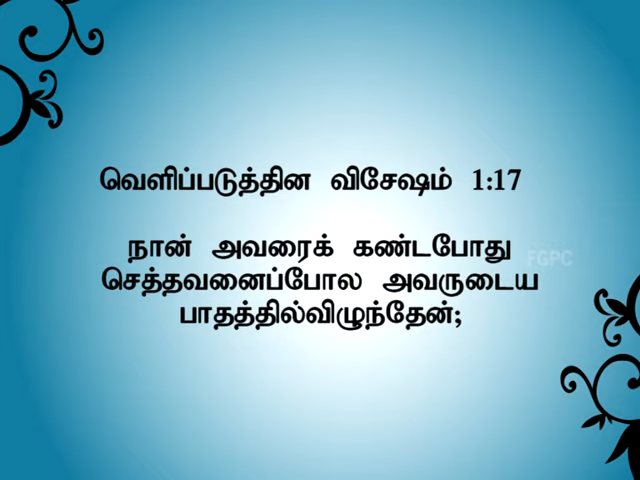 வெளிப்படுத்தின விசேஷம் 1:17
நான் அவரைக் கண்டபோது
FGPC
செத்தவனைப்போல அவருடைய
பாதத்தில்விழுந்தேன்;